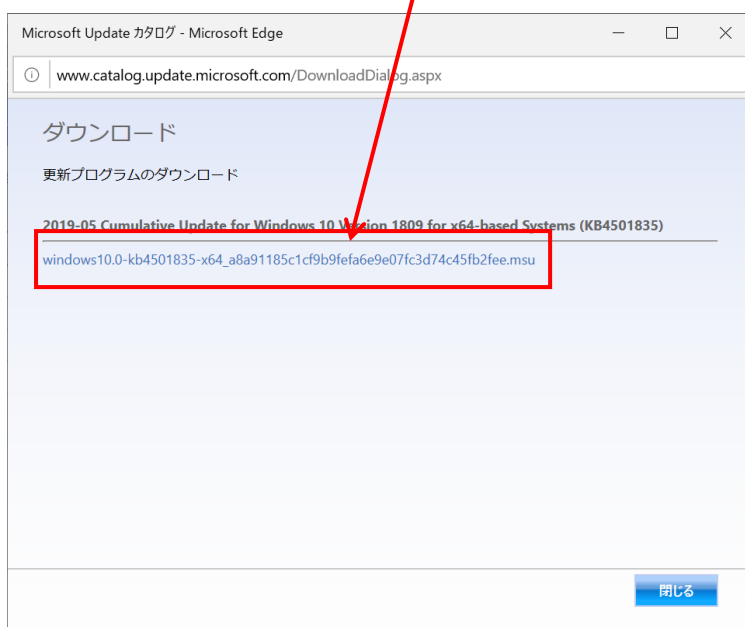 Microsoft Update カタログ - Microsoft Edge
www.catalog.update.microsoft.com/DownloadDialog.aspx
ダウンロード
更新プログラムのダウンロード
2019-05 Cumulative Update for Windows 10 Version 1809 for x64-based Systems (KB4501835)
windows10.0-kb4501835-x64_a8a91185c1cf9b9fefa6e9e07fc3d74c45fb2fee.msu
閉じる